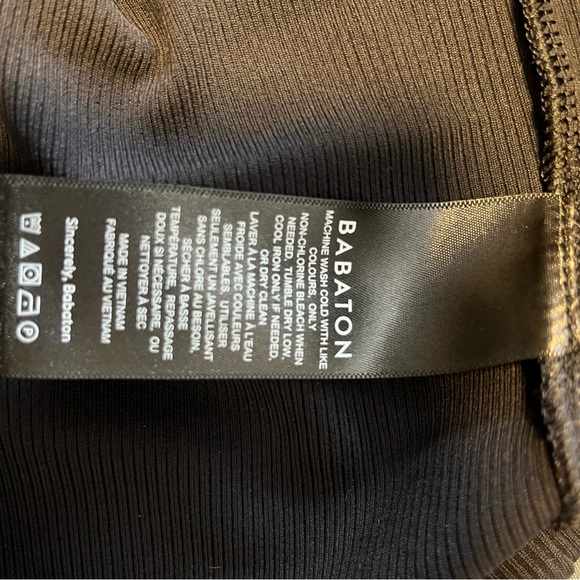 BABATON
MACHINE WASH COLD WITH LIKE
COLOURS, ONLY
NON-CHLORINE BLEACH WHEN
NEEDED, TUMBLE DRY LOW,
COOL IRON ONLY IF NEEDED,
OR DRY CLEAN
LAVER À LA MACHINE À L'EAU
FROIDE AVEC COULEURS
SEMBLABLES, UTILISER
SEULEMENT UN JAVELLISANT
SANS CHLORE AU BESOIN,
SÉCHER À BASSE
TEMPÉRATURE, REPASSAGE
DOUX SI NÉCESSAIRE, OU
NETTOYER À SEC
MADE IN VIETNAM
FABRIQUÉ AU VIETNAM
Sincerely, Babaton